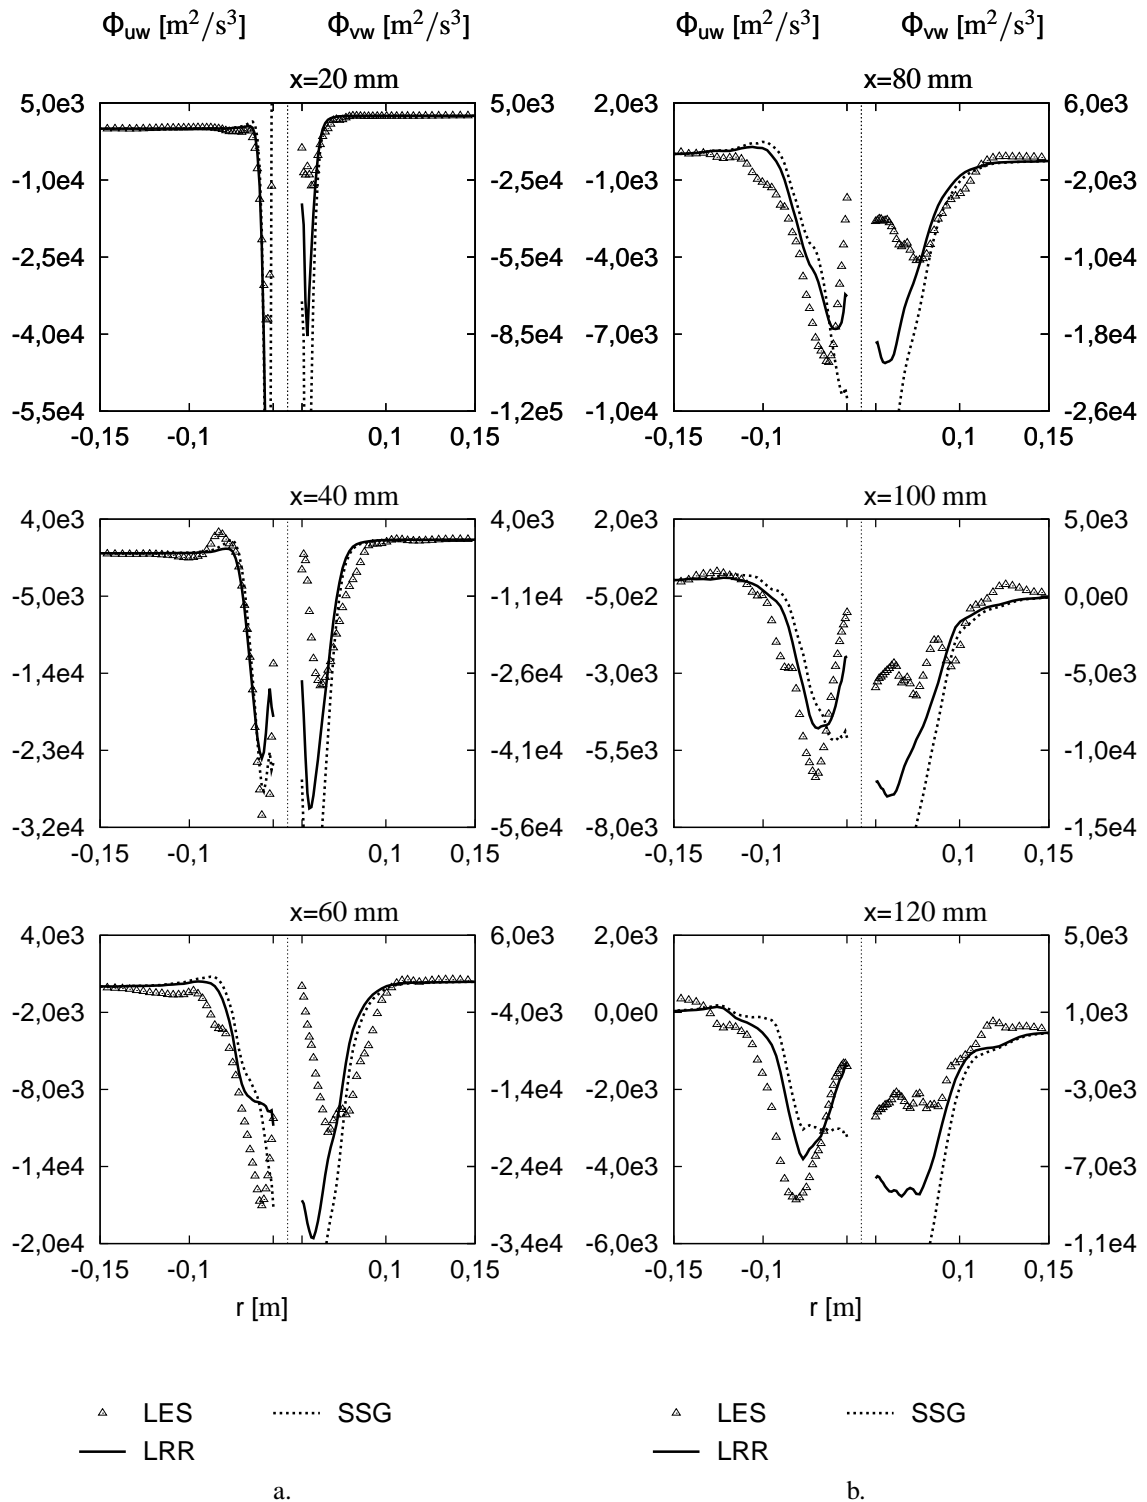 Φuw [m²/s³] Φvw [m²/s³] Φuw [m²/s³] Φvw [m²/s³]
x=20 mm x=80 mm
5,0e3 5,0e3 2,0e3 6,0e3
-1,0e4 -2,5e4 -1,0e3 -2,0e3
-2,5e4 -5,5e4 -4,0e3 -1,0e4
-4,0e4 -8,5e4 -7,0e3 -1,8e4
-5,5e4 -1,2e5 -1,0e4 -2,6e4
-0,15 -0,1 0,1 0,15 -0,15 -0,1 0,1 0,15
x=40 mm x=100 mm
4,0e3 4,0e3 2,0e3 5,0e3
-5,0e3 -1,1e4 -5,0e2 0,0e0
-1,4e4 -2,6e4 -3,0e3 -5,0e3
-2,3e4 -4,1e4 -5,5e3 -1,0e4
-3,2e4 -5,6e4 -8,0e3 -1,5e4
-0,15 -0,1 0,1 0,15 -0,15 -0,1 0,1 0,15
x=60 mm x=120 mm
4,0e3 6,0e3 2,0e3 5,0e3
-2,0e3 -4,0e3 0,0e0 1,0e3
-8,0e3 -1,4e4 -2,0e3 -3,0e3
-1,4e4 -2,4e4 -4,0e3 -7,0e3
-2,0e4 -3,4e4 -6,0e3 -1,1e4
-0,15 -0,1 0,1 0,15 -0,15 -0,1 0,1 0,15
r [m] r [m]
LES SSG LES SSG
LRR LRR
a. b.